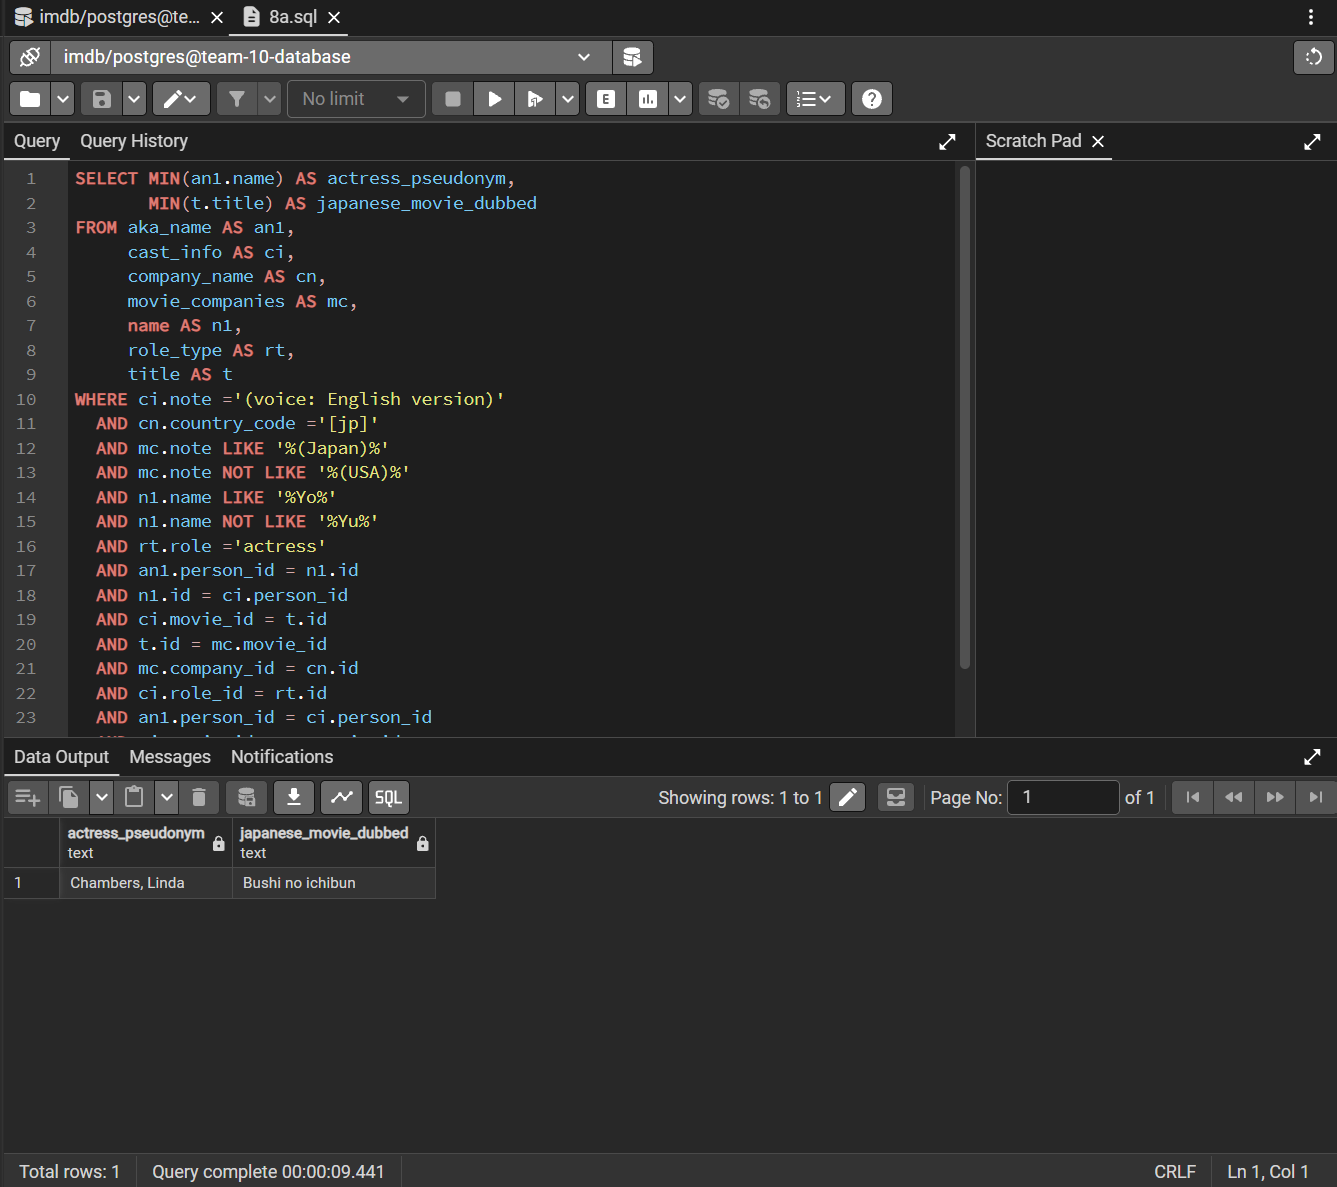 imdb/postgres@te...
8a.sql
imdb/postgres@team-10-database
No limit
E
Query
Query History
Scratch Pad
1 SELECT MIN(an1.name) AS actress_pseudonym,
2 MIN(t.title) AS japanese_movie_dubbed
3 FROM aka_name AS an1,
4 cast_info AS ci,
5 company_name AS cn,
6 movie_companies AS mc,
7 name AS n1,
8 role_type AS rt,
9 title AS t
10 WHERE ci.note ='(voice: English version)'
11 AND cn.country_code ='[jp]'
12 AND mc.note LIKE '%(Japan)%'
13 AND mc.note NOT LIKE '%(USA)%'
14 AND n1.name LIKE '%Yo%'
15 AND n1.name NOT LIKE '%Yu%'
16 AND rt.role ='actress'
17 AND an1.person_id = n1.id
18 AND n1.id = ci.person_id
19 AND ci.movie_id = t.id
20 AND t.id = mc.movie_id
21 AND mc.company_id = cn.id
22 AND ci.role_id = rt.id
23 AND an1.person_id = ci.person_id
Data Output
Messages
Notifications
SQL
Showing rows: 1 to 1
Page No: 1 of 1
actress_pseudonym
text
japanese_movie_dubbed
text
1 Chambers, Linda Bushi no ichibun
Total rows: 1
Query complete 00:00:09.441
CRLF
Ln 1, Col 1